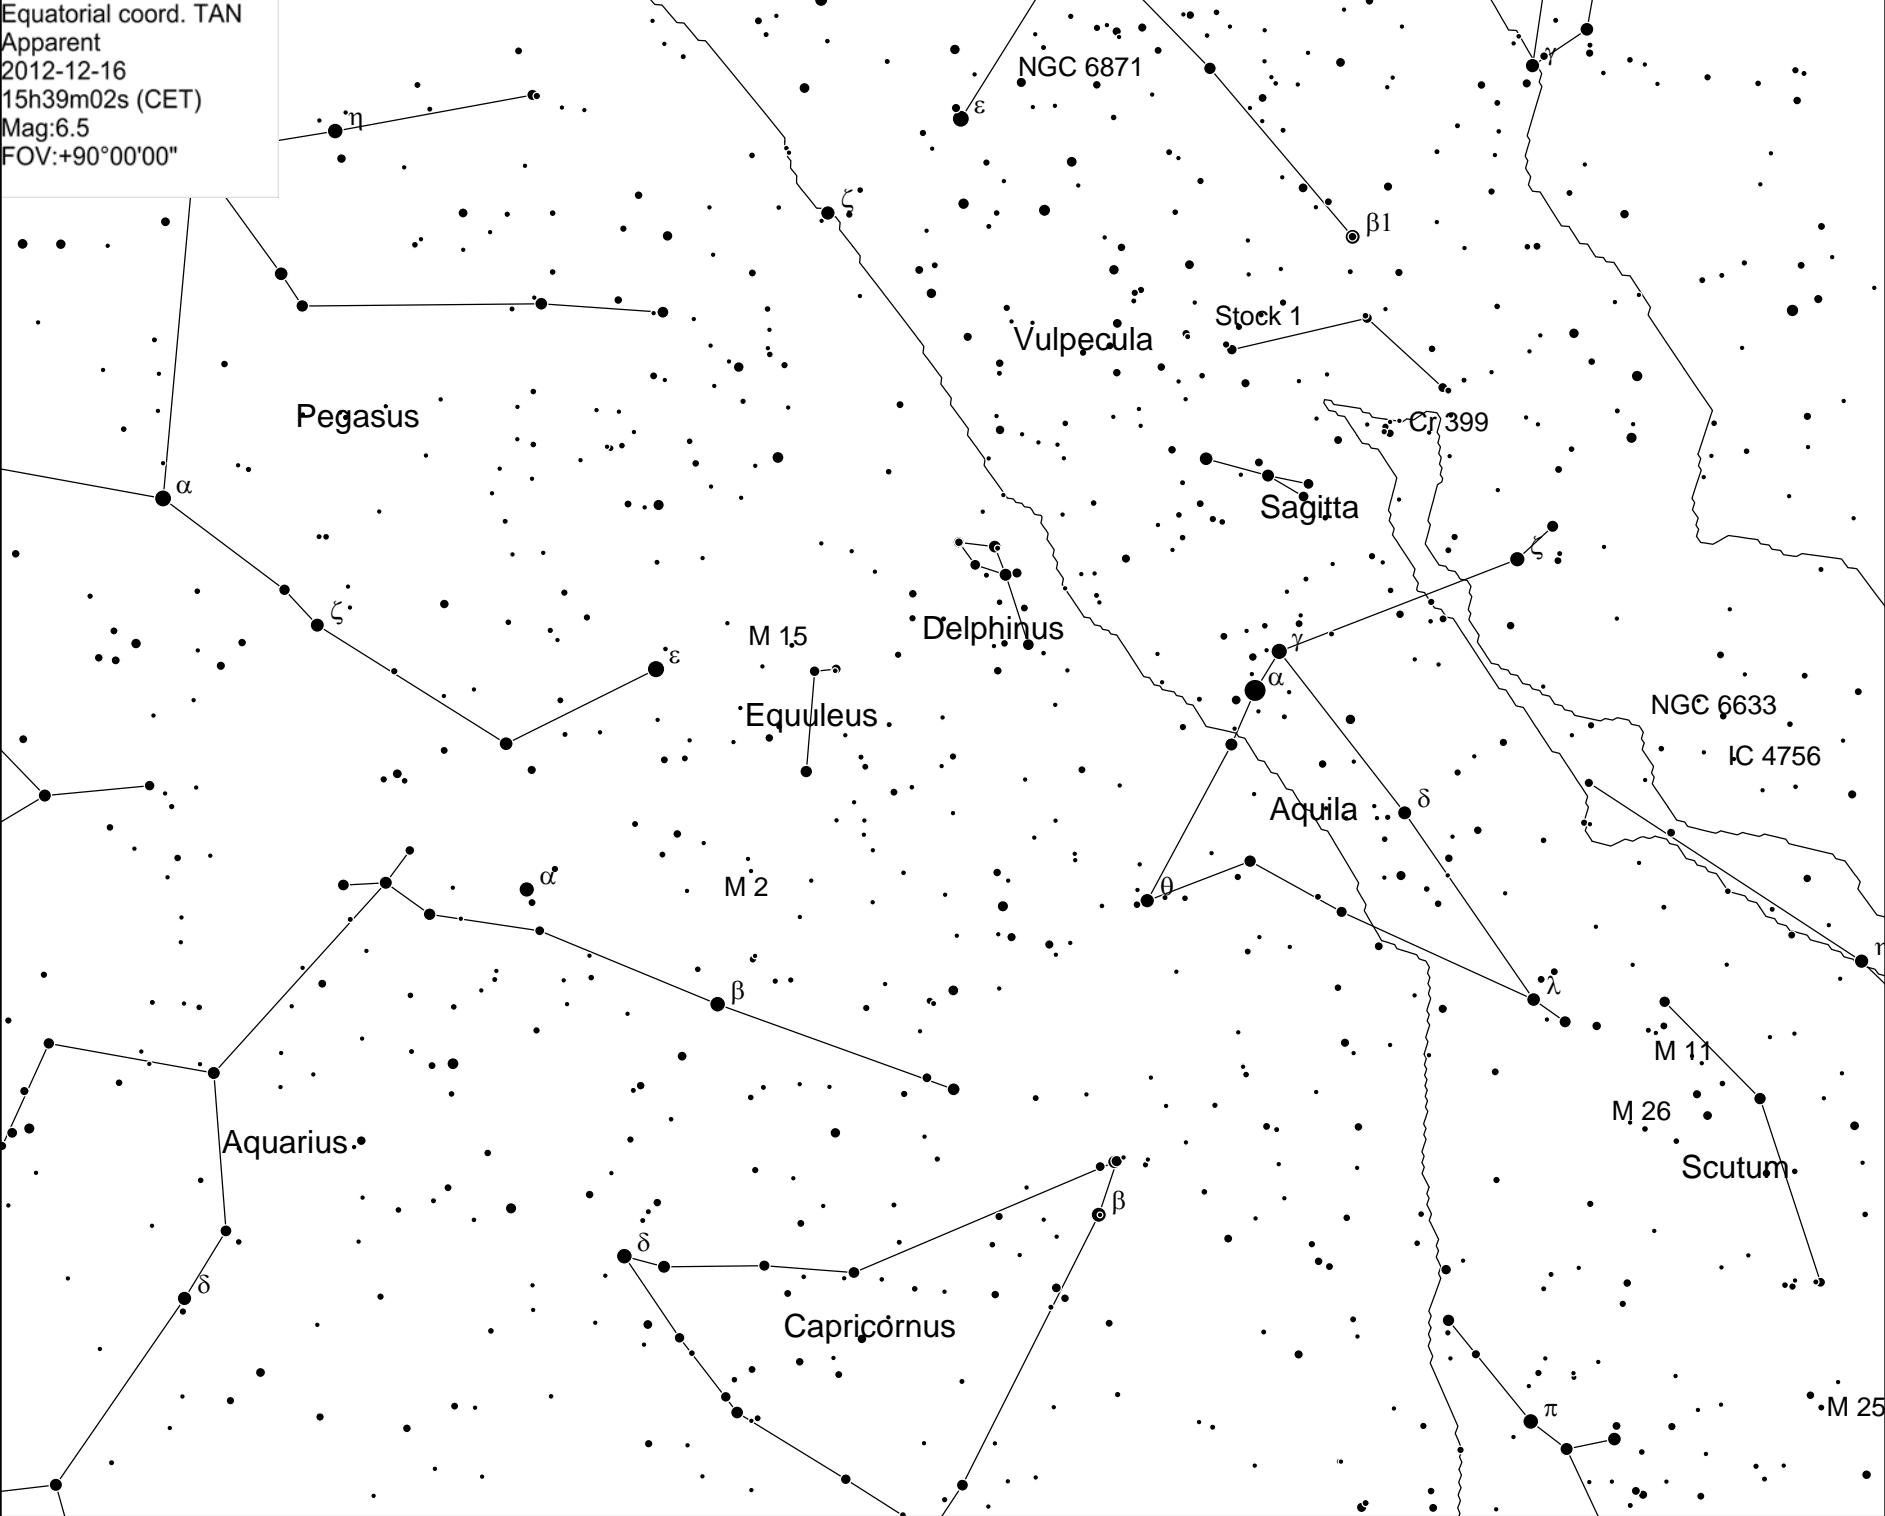 Equatorial coord. TAN
Apparent
2012-12-16
15h39m02s (CET)
Mag:6.5
FOV:+90°00'00"
γ
NGC 6871
ε
η
ζ
β1
Stock 1
Vulpecula
Pegasus
Cr 399
α
Sagitta
ζ
ζ
Delphinus
M 15
γ
ε
α
NGC 6633
Equuleus
IC 4756
δ
Aquila
α
M 2
θ
η
λ
β
M 11
M 26
Aquarius
Scutum
β
δ
δ
Capricornus
π
M 25